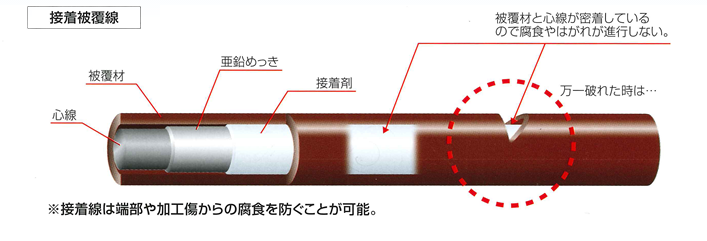 接着被覆線
被覆材と心線が密着している
ので腐食やはがれが進行しない。
亜鉛めっき
被覆材
接着剤
万一破れた時は…
心線
※接着線は端部や加工傷からの腐食を防ぐことが可能。